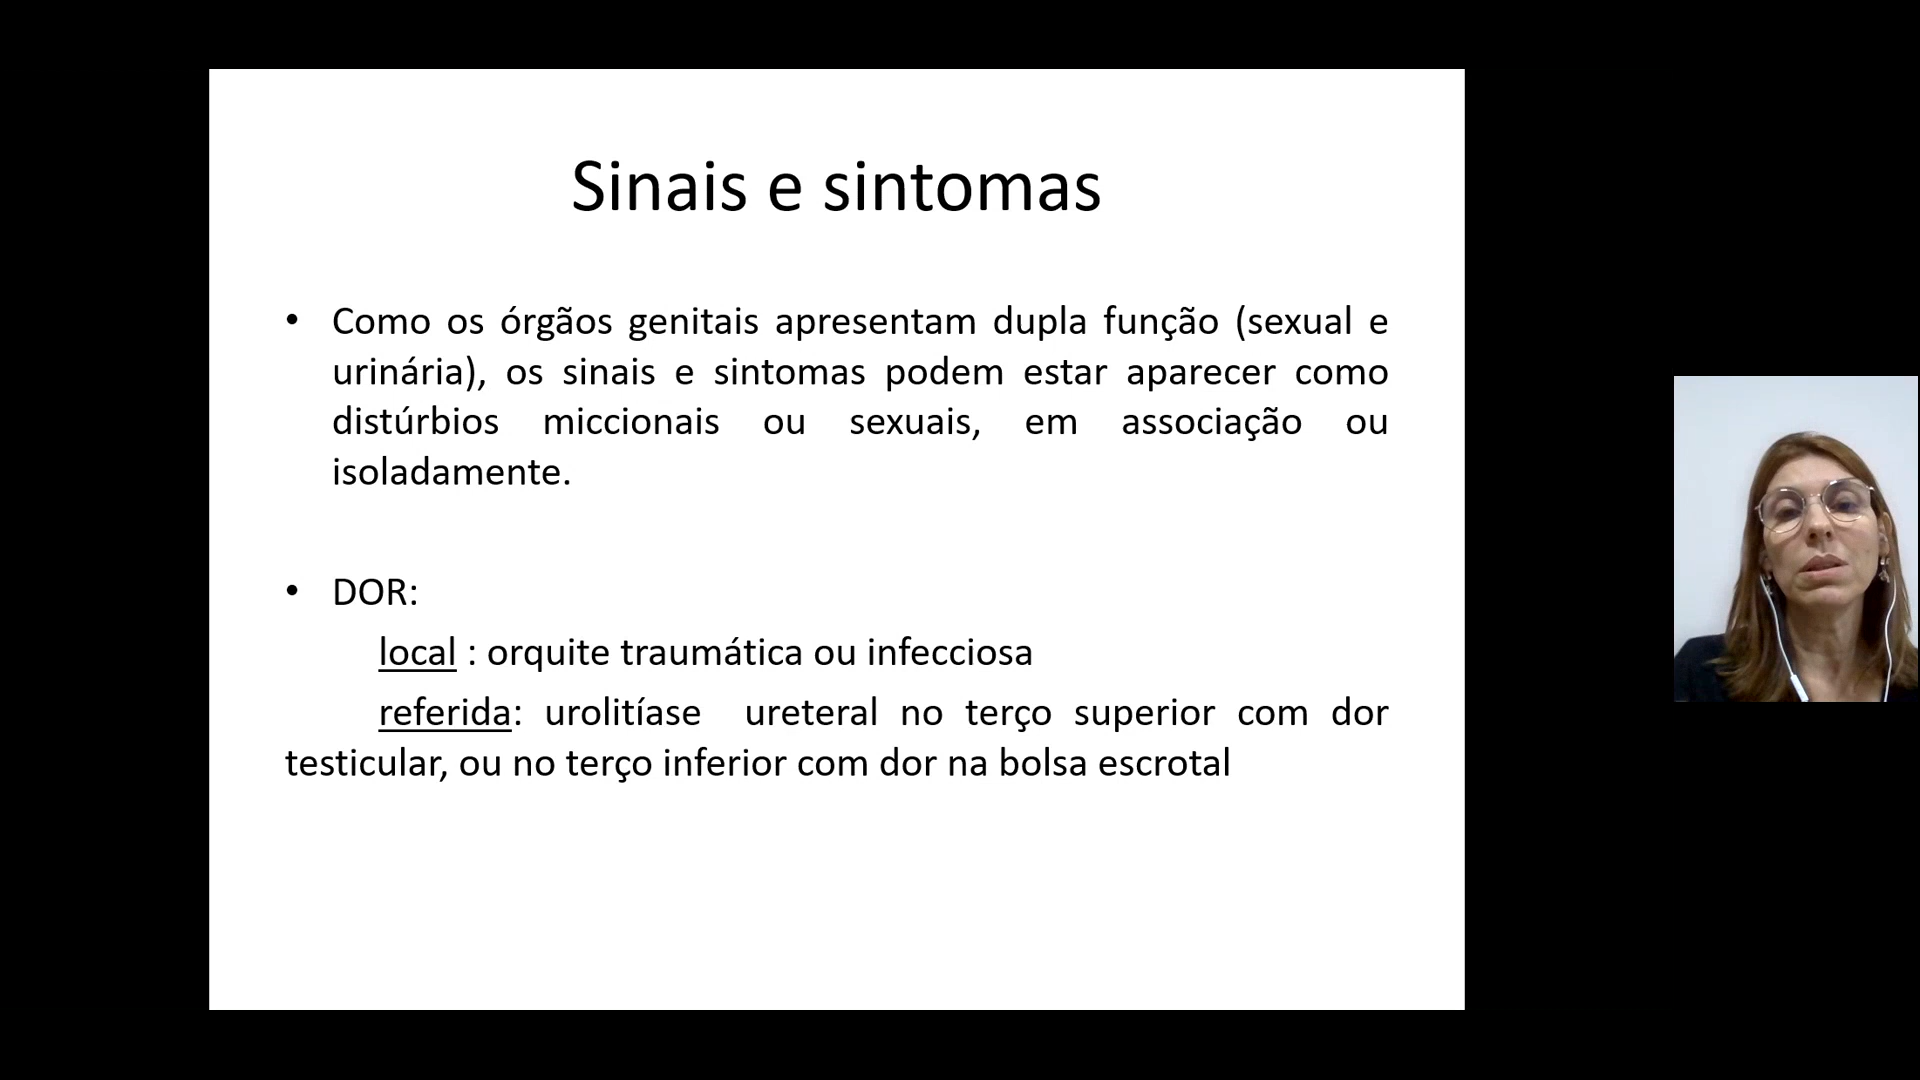 Sinais e sintomas
• Como os órgãos genitais apresentam dupla função (sexual e
urinária), os sinais e sintomas podem estar aparecer como
distúrbios miccionais ou sexuais, em associação ou
isoladamente.
• DOR:
local : orquite traumática ou infecciosa
referida: urolitíase ureteral no terço superior com dor
testicular, ou no terço inferior com dor na bolsa escrotal